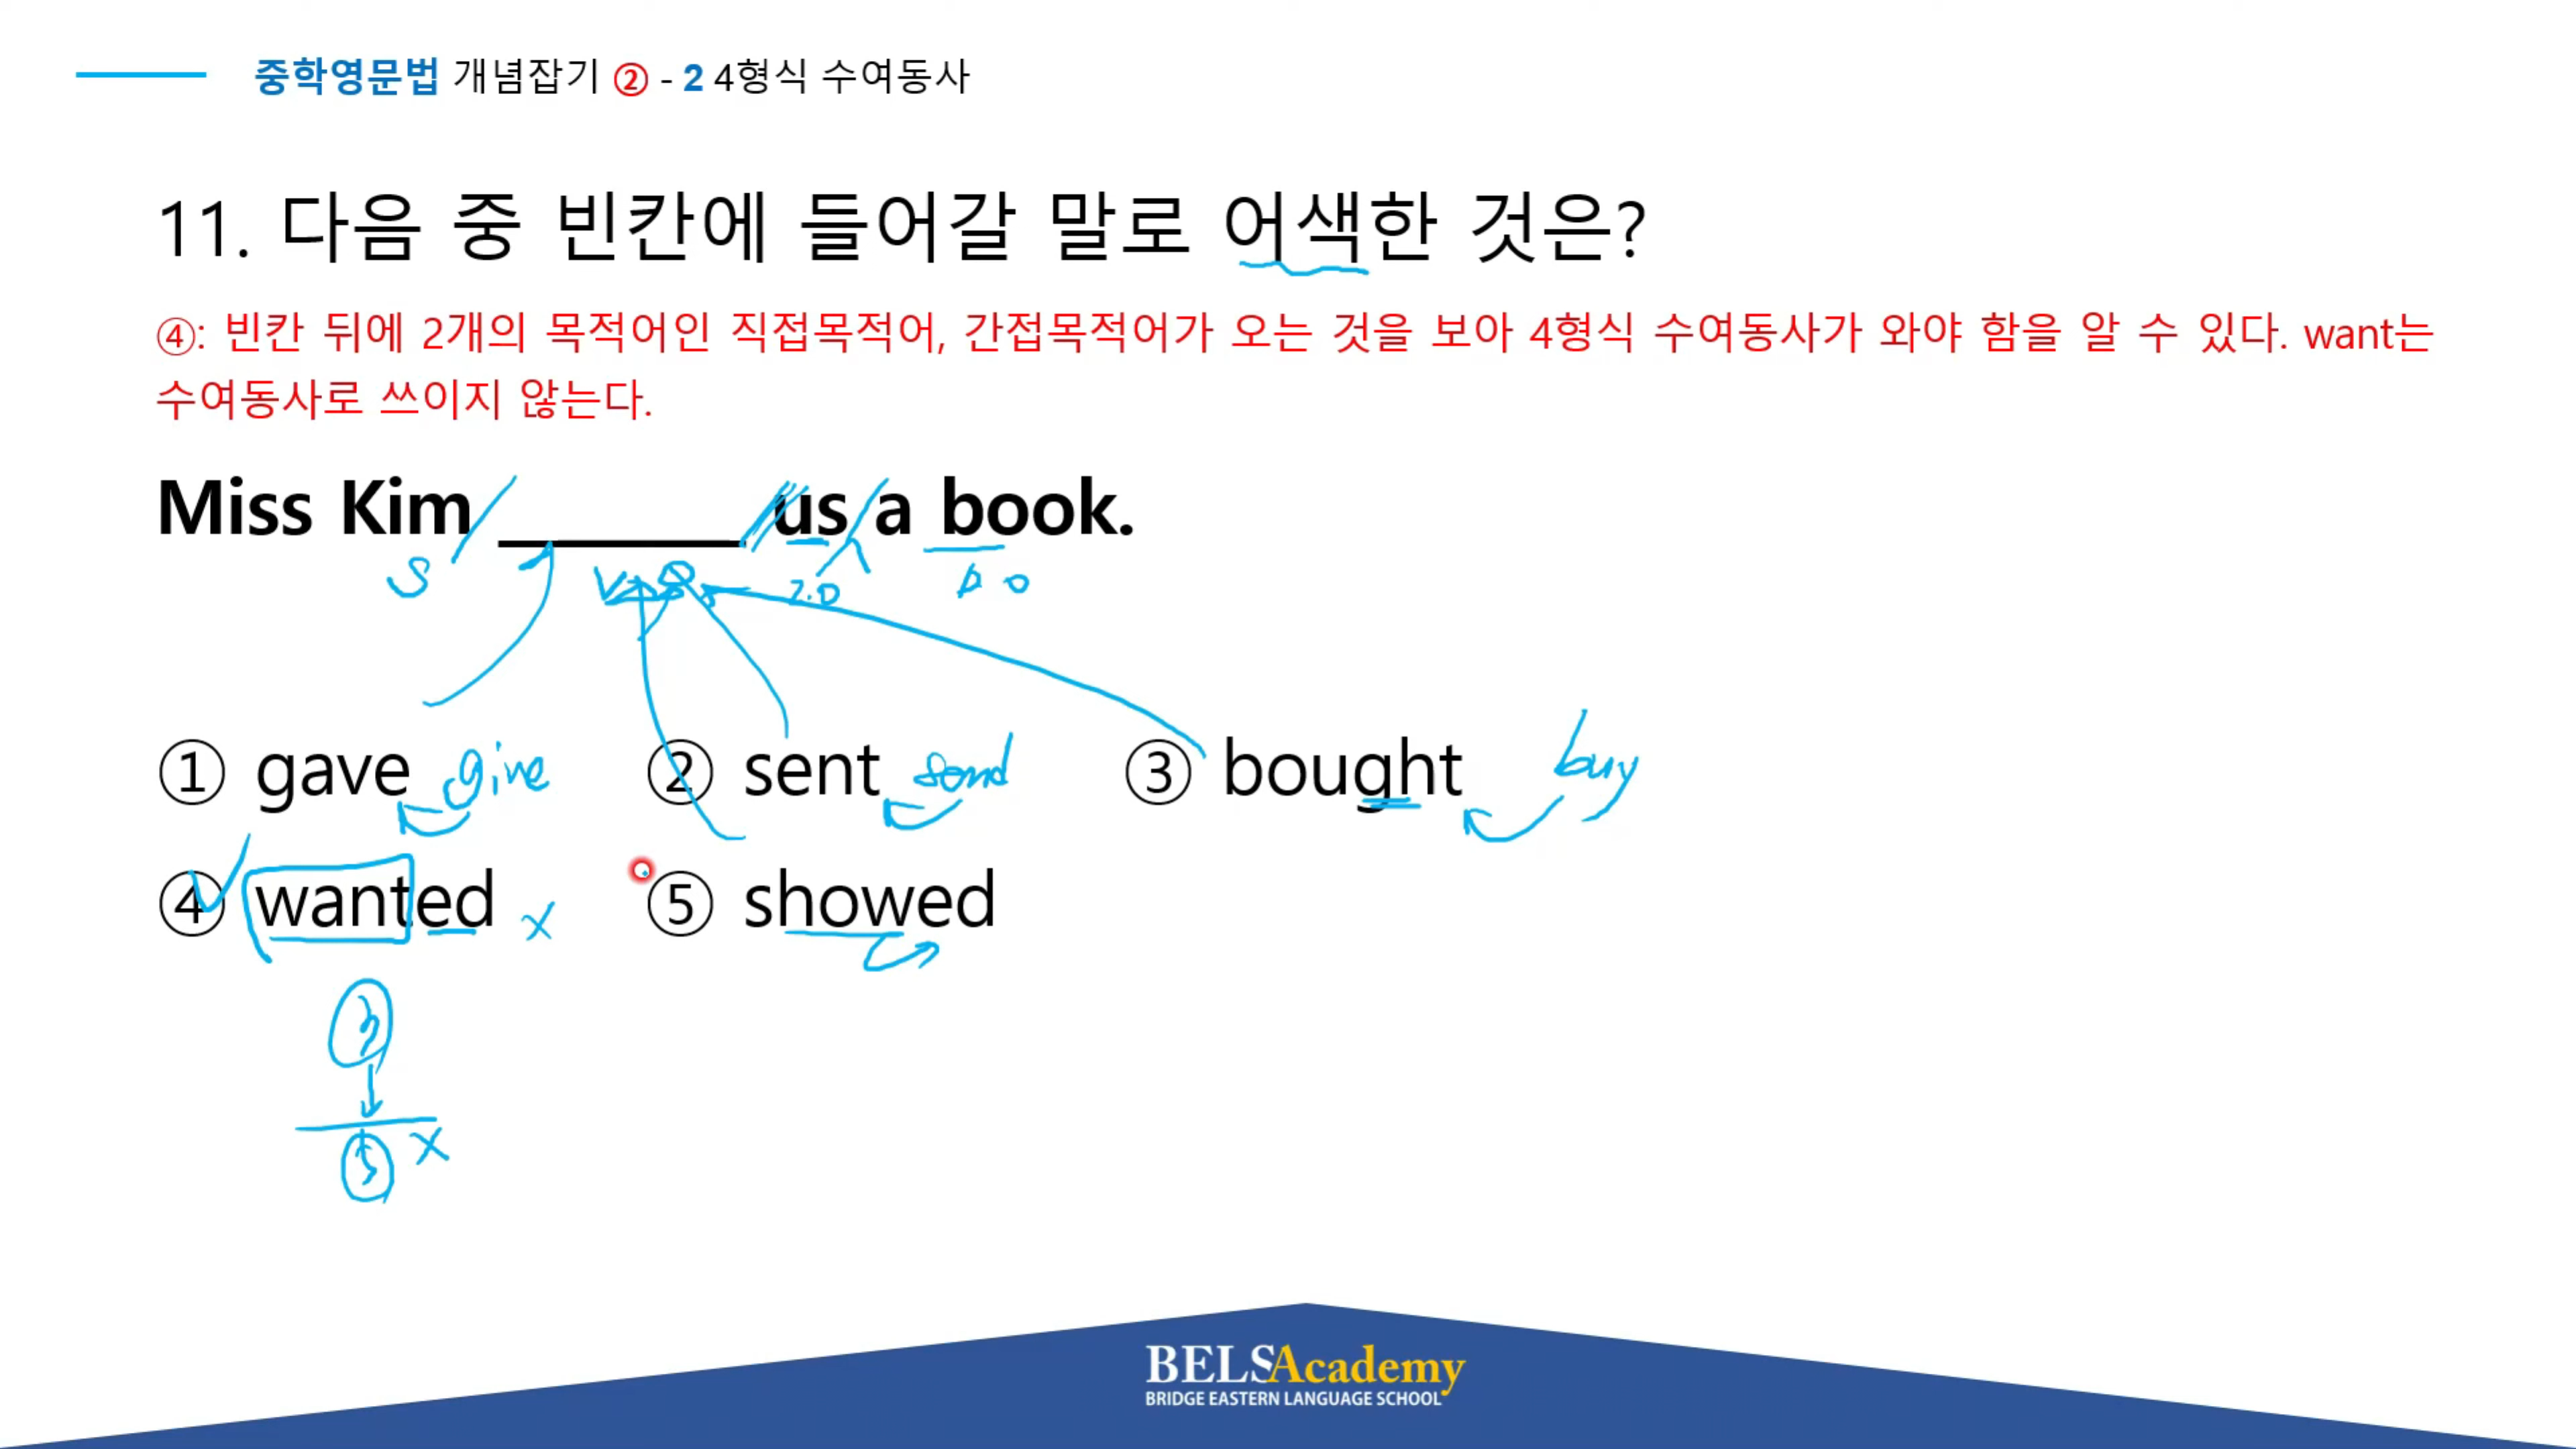 중학영문법 개념잡기 ② - 2 4형식 수여동사
11. 다음 중 빈칸에 들어갈 말로 어색한 것은?
④: 빈칸 뒤에 2개의 목적어인 직접목적어, 간접목적어가 오는 것을 보아 4형식 수여동사가 와야 함을 알 수 있다. want는
수여동사로 쓰이지 않는다.
Miss Kim ________ us a book.
S I.O D O
① gave give ② sent send ③ bought buy
④ wanted x ⑤ showed
③
⑤ x
BELSAcademy
BRIDGE EASTERN LANGUAGE SCHOOL